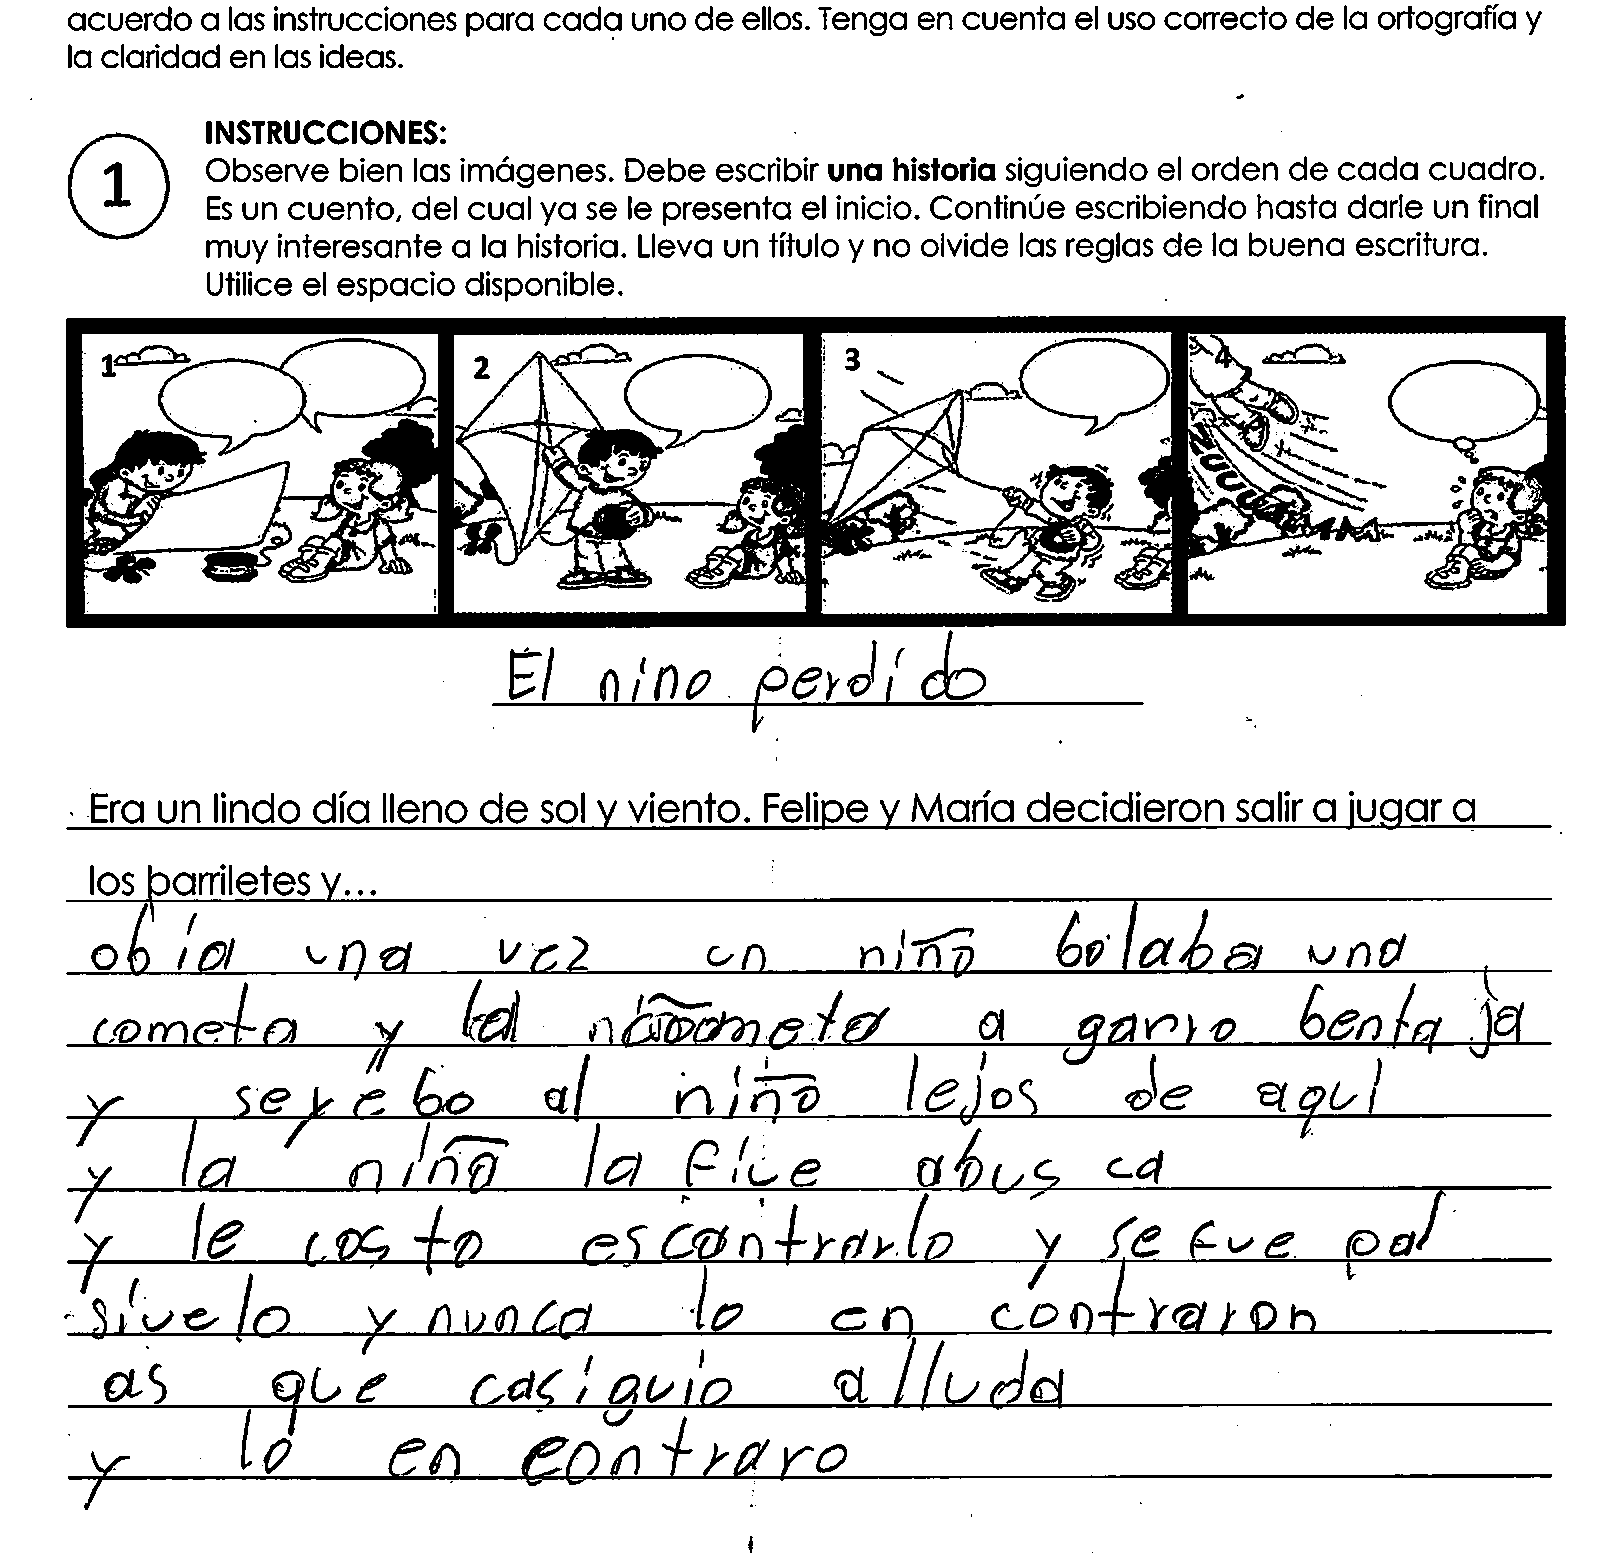 acuerdo a las instrucciones para cada uno de ellos. Tenga en cuenta el uso correcto de la ortografía y
la claridad en las ideas.
INSTRUCCIONES:
1
Observe bien las imágenes. Debe escribir una historia siguiendo el orden de cada cuadro.
Es un cuento, del cual ya se le presenta el inicio. Continúe escribiendo hasta darle un final
muy interesante a la historia. Lleva un título y no olvide las reglas de la buena escritura.
Utilice el espacio disponible.
1 2 3 4
ZUUUU
El nino perdido
Era un lindo día lleno de sol y viento. Felipe y María decidieron salir a jugar a
los barriletes y...
obia una vez un niño bolaba una
cometa y la a garro benta ja
y seyebo al niño lejos de aqui
y la niña la fue abus ca
y le costo escontrarlo y se fue pal
sivelo y nunca lo en contraron
as que casiguio alluda
y lo en contraro